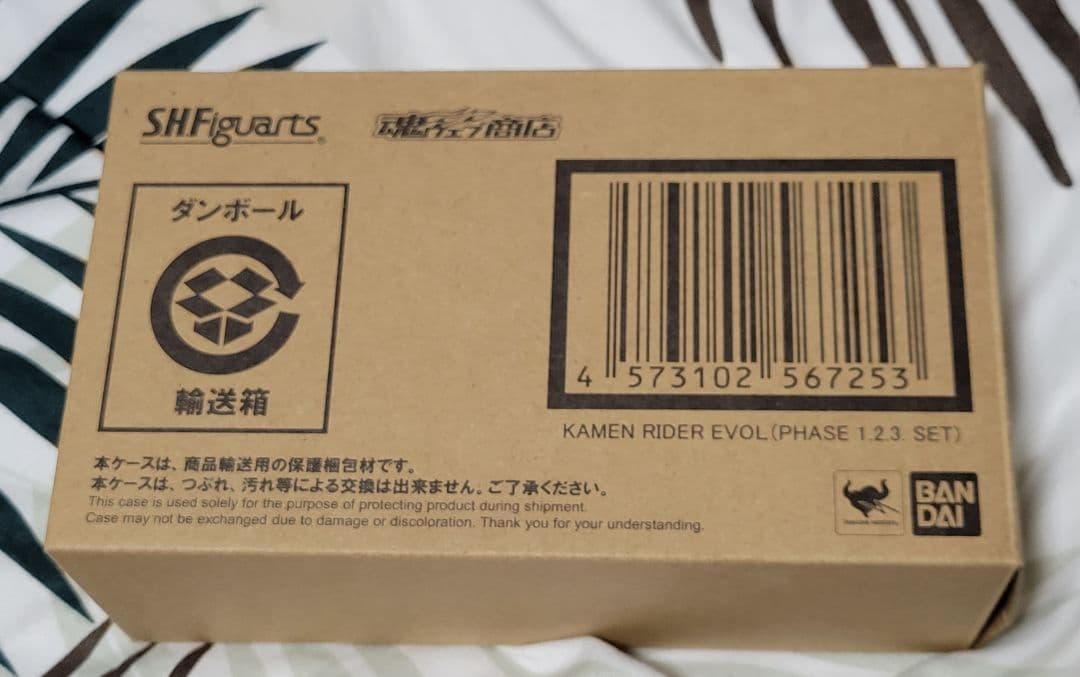 S.H.Figuarts
魂ウェブ商店
ダンボール
輸送箱
4 573102 567253
KAMEN RIDER EVOL(PHASE 1.2.3. SET)
本ケースは、商品輸送用の保護梱包材です。
本ケースは、つぶれ、汚れ等による交換は出来ません。ご了承ください。
This case is used solely for the purpose of protecting product during shipment.
Case may not be exchanged due to damage or discoloration. Thank you for your understanding.
BAN
DAI